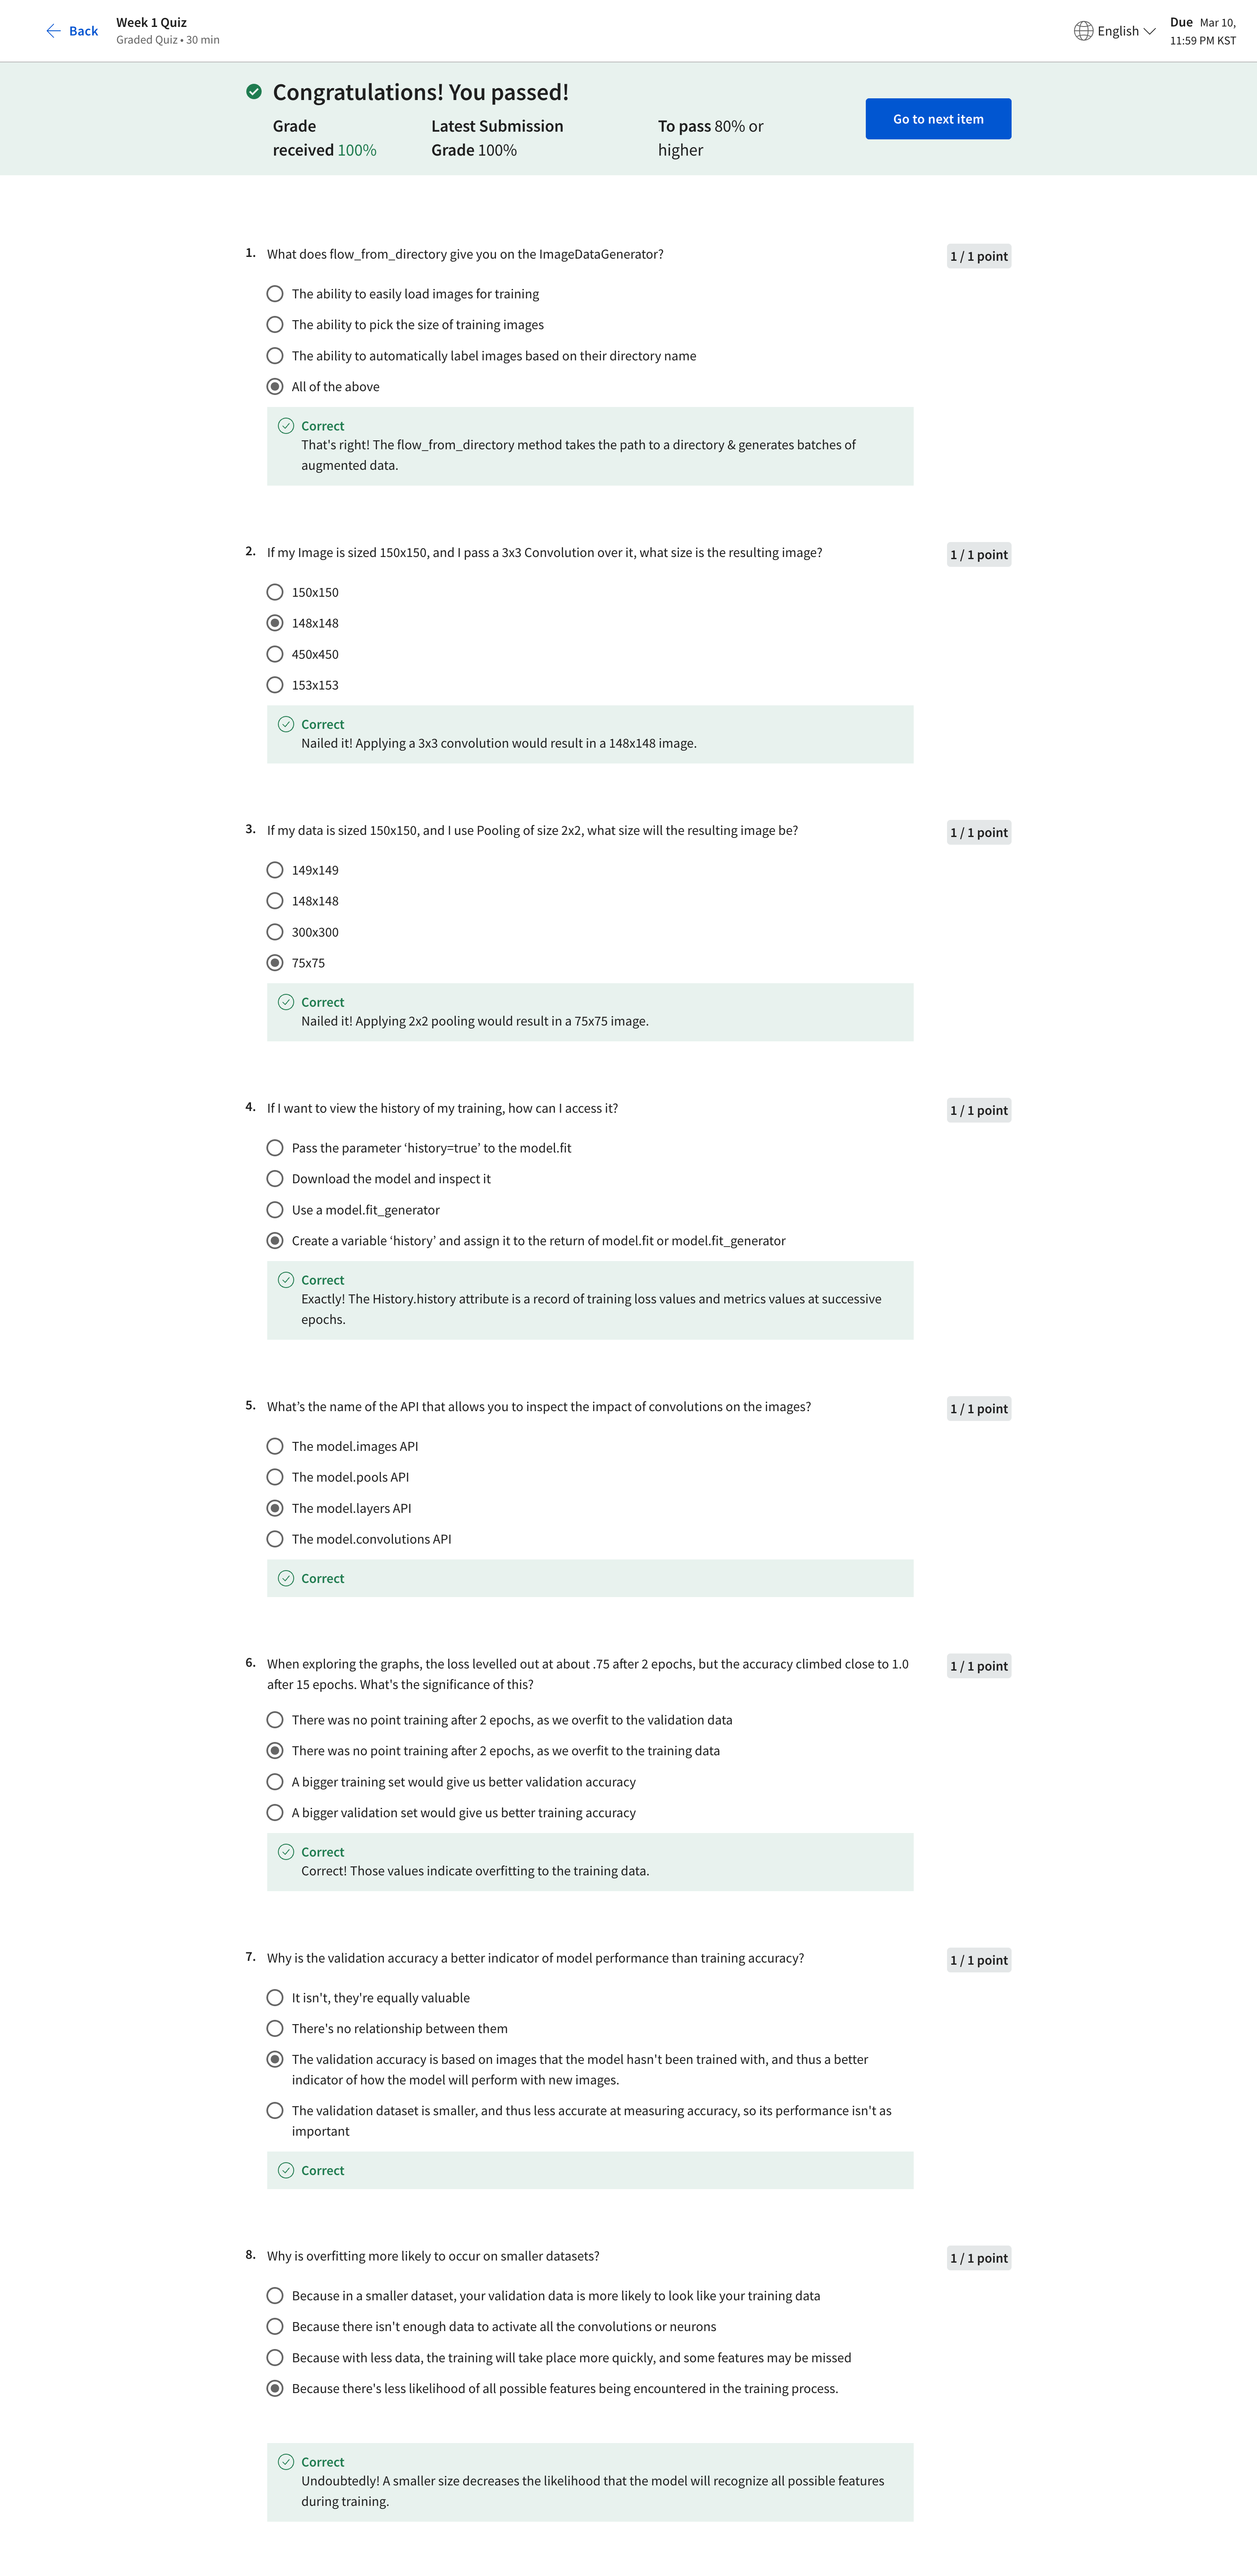 Back
Week 1 Quiz
Graded Quiz • 30 min
English
Due Mar 10,
11:59 PM KST
Congratulations! You passed!
Grade
received 100%
Latest Submission
Grade 100%
To pass 80% or
higher
Go to next item
1. What does flow_from_directory give you on the ImageDataGenerator?
1 / 1 point
The ability to easily load images for training
The ability to pick the size of training images
The ability to automatically label images based on their directory name
All of the above
Correct
That's right! The flow_from_directory method takes the path to a directory & generates batches of
augmented data.
2. If my Image is sized 150x150, and I pass a 3x3 Convolution over it, what size is the resulting image?
1 / 1 point
150x150
148x148
450x450
153x153
Correct
Nailed it! Applying a 3x3 convolution would result in a 148x148 image.
3. If my data is sized 150x150, and I use Pooling of size 2x2, what size will the resulting image be?
1 / 1 point
149x149
148x148
300x300
75x75
Correct
Nailed it! Applying 2x2 pooling would result in a 75x75 image.
4. If I want to view the history of my training, how can I access it?
1 / 1 point
Pass the parameter ‘history=true’ to the model.fit
Download the model and inspect it
Use a model.fit_generator
Create a variable ‘history’ and assign it to the return of model.fit or model.fit_generator
Correct
Exactly! The History.history attribute is a record of training loss values and metrics values at successive
epochs.
5. What’s the name of the API that allows you to inspect the impact of convolutions on the images?
1 / 1 point
The model.images API
The model.pools API
The model.layers API
The model.convolutions API
Correct
6. When exploring the graphs, the loss levelled out at about .75 after 2 epochs, but the accuracy climbed close to 1.0
after 15 epochs. What's the significance of this?
1 / 1 point
There was no point training after 2 epochs, as we overfit to the validation data
There was no point training after 2 epochs, as we overfit to the training data
A bigger training set would give us better validation accuracy
A bigger validation set would give us better training accuracy
Correct
Correct! Those values indicate overfitting to the training data.
7. Why is the validation accuracy a better indicator of model performance than training accuracy?
1 / 1 point
It isn't, they're equally valuable
There's no relationship between them
The validation accuracy is based on images that the model hasn't been trained with, and thus a better
indicator of how the model will perform with new images.
The validation dataset is smaller, and thus less accurate at measuring accuracy, so its performance isn't as
important
Correct
8. Why is overfitting more likely to occur on smaller datasets?
1 / 1 point
Because in a smaller dataset, your validation data is more likely to look like your training data
Because there isn't enough data to activate all the convolutions or neurons
Because with less data, the training will take place more quickly, and some features may be missed
Because there's less likelihood of all possible features being encountered in the training process.
Correct
Undoubtedly! A smaller size decreases the likelihood that the model will recognize all possible features
during training.